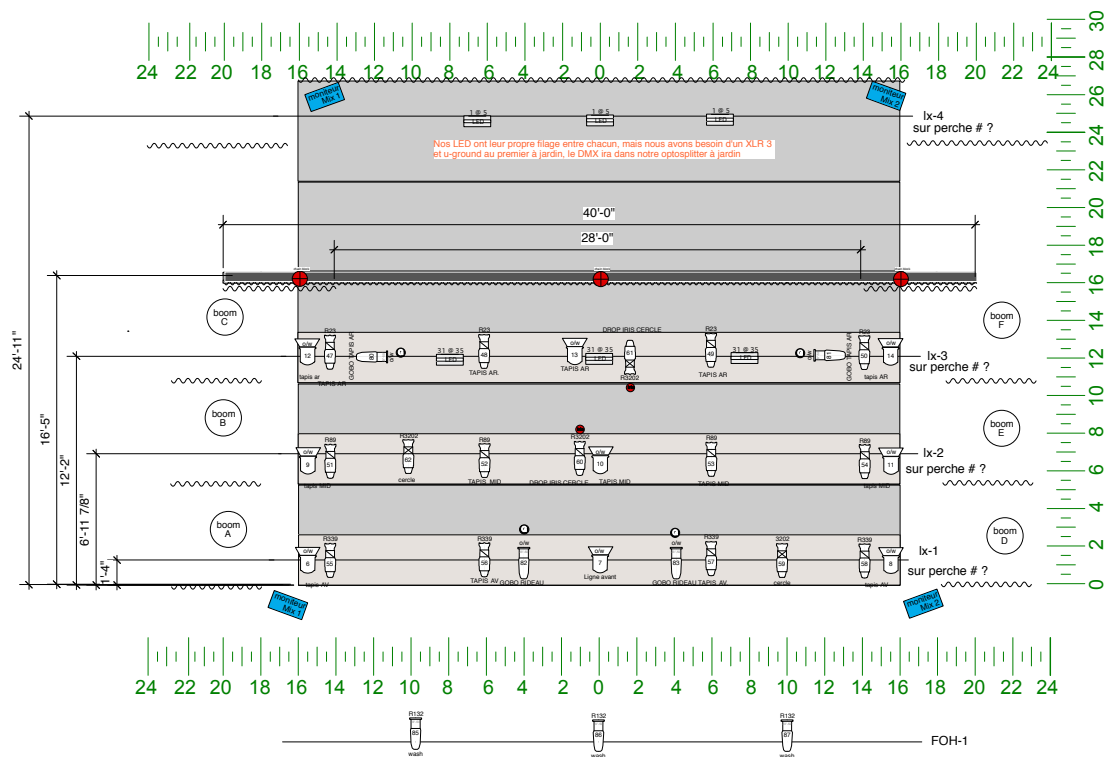 24 22 20 18 16 14 12 10 8 6 4 2 0 2 4 6 8 10 12 14 16 18 20 22 24
30
28
26
24
22
20
18
16
14
12
10
8
6
4
2
0
moniteur
Mix 1
moniteur
Mix 2
1 @ 5
LED
1 @ 5
LED
1 @ 5
LED
lx-4
sur perche # ?
Nos LED ont leur propre filage entre chacun, mais nous avons besoin d'un XLR 3
et u-ground au premier à jardin, le DMX ira dans notre optosplitter à jardin
40'-0"
28'-0"
24'-11"
16'-5"
12'-2"
6'-11 7/8"
1'-4"
boom
C
boom
F
DROP IRIS CERCLE
o/w
12
tapis ar
R23
47
TAPIS AR
GOBO TAPIS AR
80
o/w
31 @ 35
LED
R23
48
TAPIS AR.
o/w
13
TAPIS AR
31 @ 35
LED
61
R3202
R23
49
TAPIS AR
31 @ 35
LED
o/w
81
GOBO TAPIS AR
R23
50
o/w
14
tapis AR
lx-3
sur perche # ?
boom
B
boom
E
o/w
9
tapis MID
R89
51
R3202
62
cercle
R89
52
TAPIS MID
R3202
60
DROP IRIS CERCLE
o/w
10
TAPIS MID
R89
53
TAPIS MID
R89
54
o/w
11
tapis MID
lx-2
sur perche # ?
boom
A
boom
D
o/w
6
tapis AV
R339
55
R339
56
TAPIS AV
o/w
82
GOBO RIDEAU
o/w
7
Ligne avant
o/w
83
GOBO RIDEAU
R339
57
TAPIS AV
3202
59
cercle
R339
58
o/w
8
tapis AV
lx-1
sur perche # ?
moniteur
Mix 1
moniteur
Mix 2
24 22 20 18 16 14 12 10 8 6 4 2 0 2 4 6 8 10 12 14 16 18 20 22 24
R132
85
wash
R132
86
wash
R132
87
wash
FOH-1